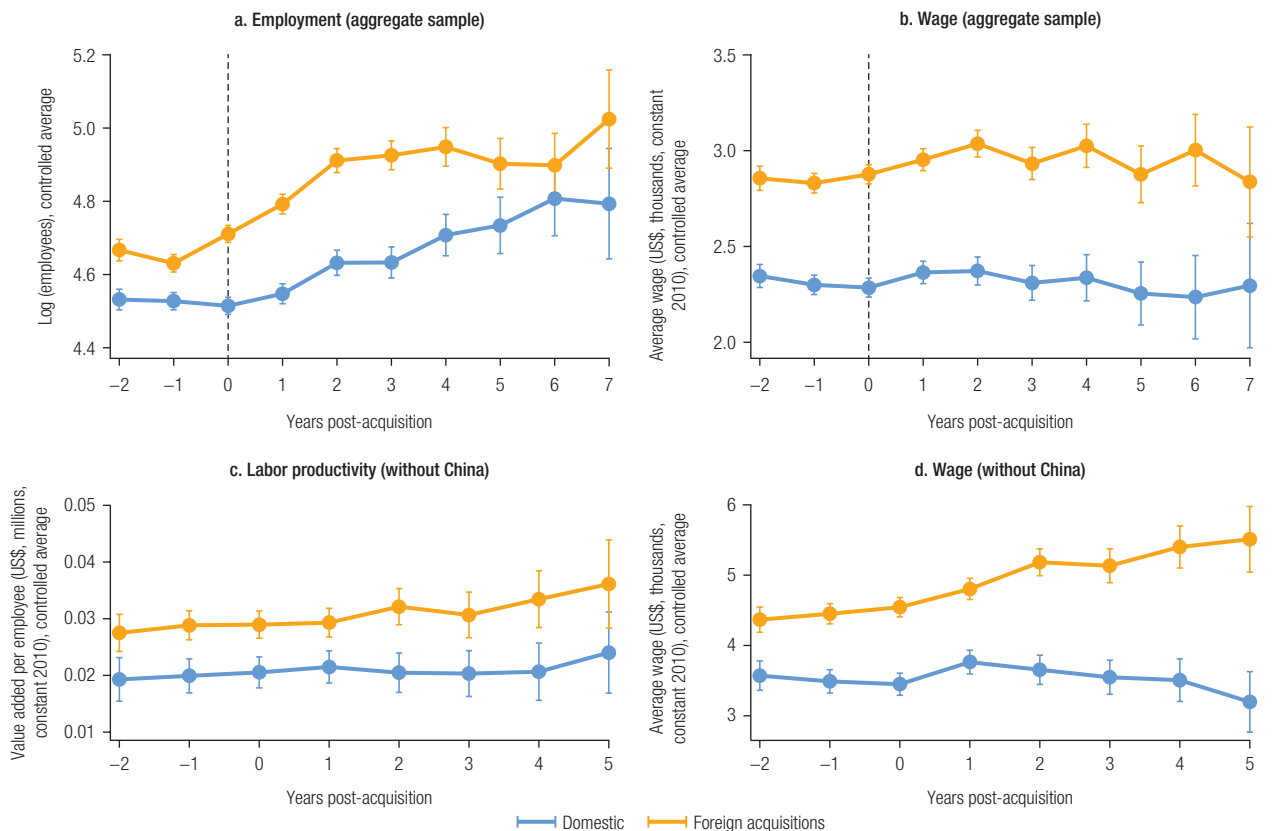 a. Employment (aggregate sample)
Log (employees), controlled average
5.2
5.0
4.8
4.6
4.4
–2 –1 0 1 2 3 4 5 6 7
Years post-acquisition
b. Wage (aggregate sample)
Average wage (US$, thousands, constant
2010), controlled average
3.5
3.0
2.5
2.0
–2 –1 0 1 2 3 4 5 6 7
Years post-acquisition
c. Labor productivity (without China)
Value added per employee (US$, millions,
constant 2010), controlled average
0.05
0.04
0.03
0.02
0.01
–2 –1 0 1 2 3 4 5
Years post-acquisition
d. Wage (without China)
Average wage (US$, thousands,
constant 2010), controlled average
6
5
4
3
–2 –1 0 1 2 3 4 5
Years post-acquisition
Domestic Foreign acquisitions